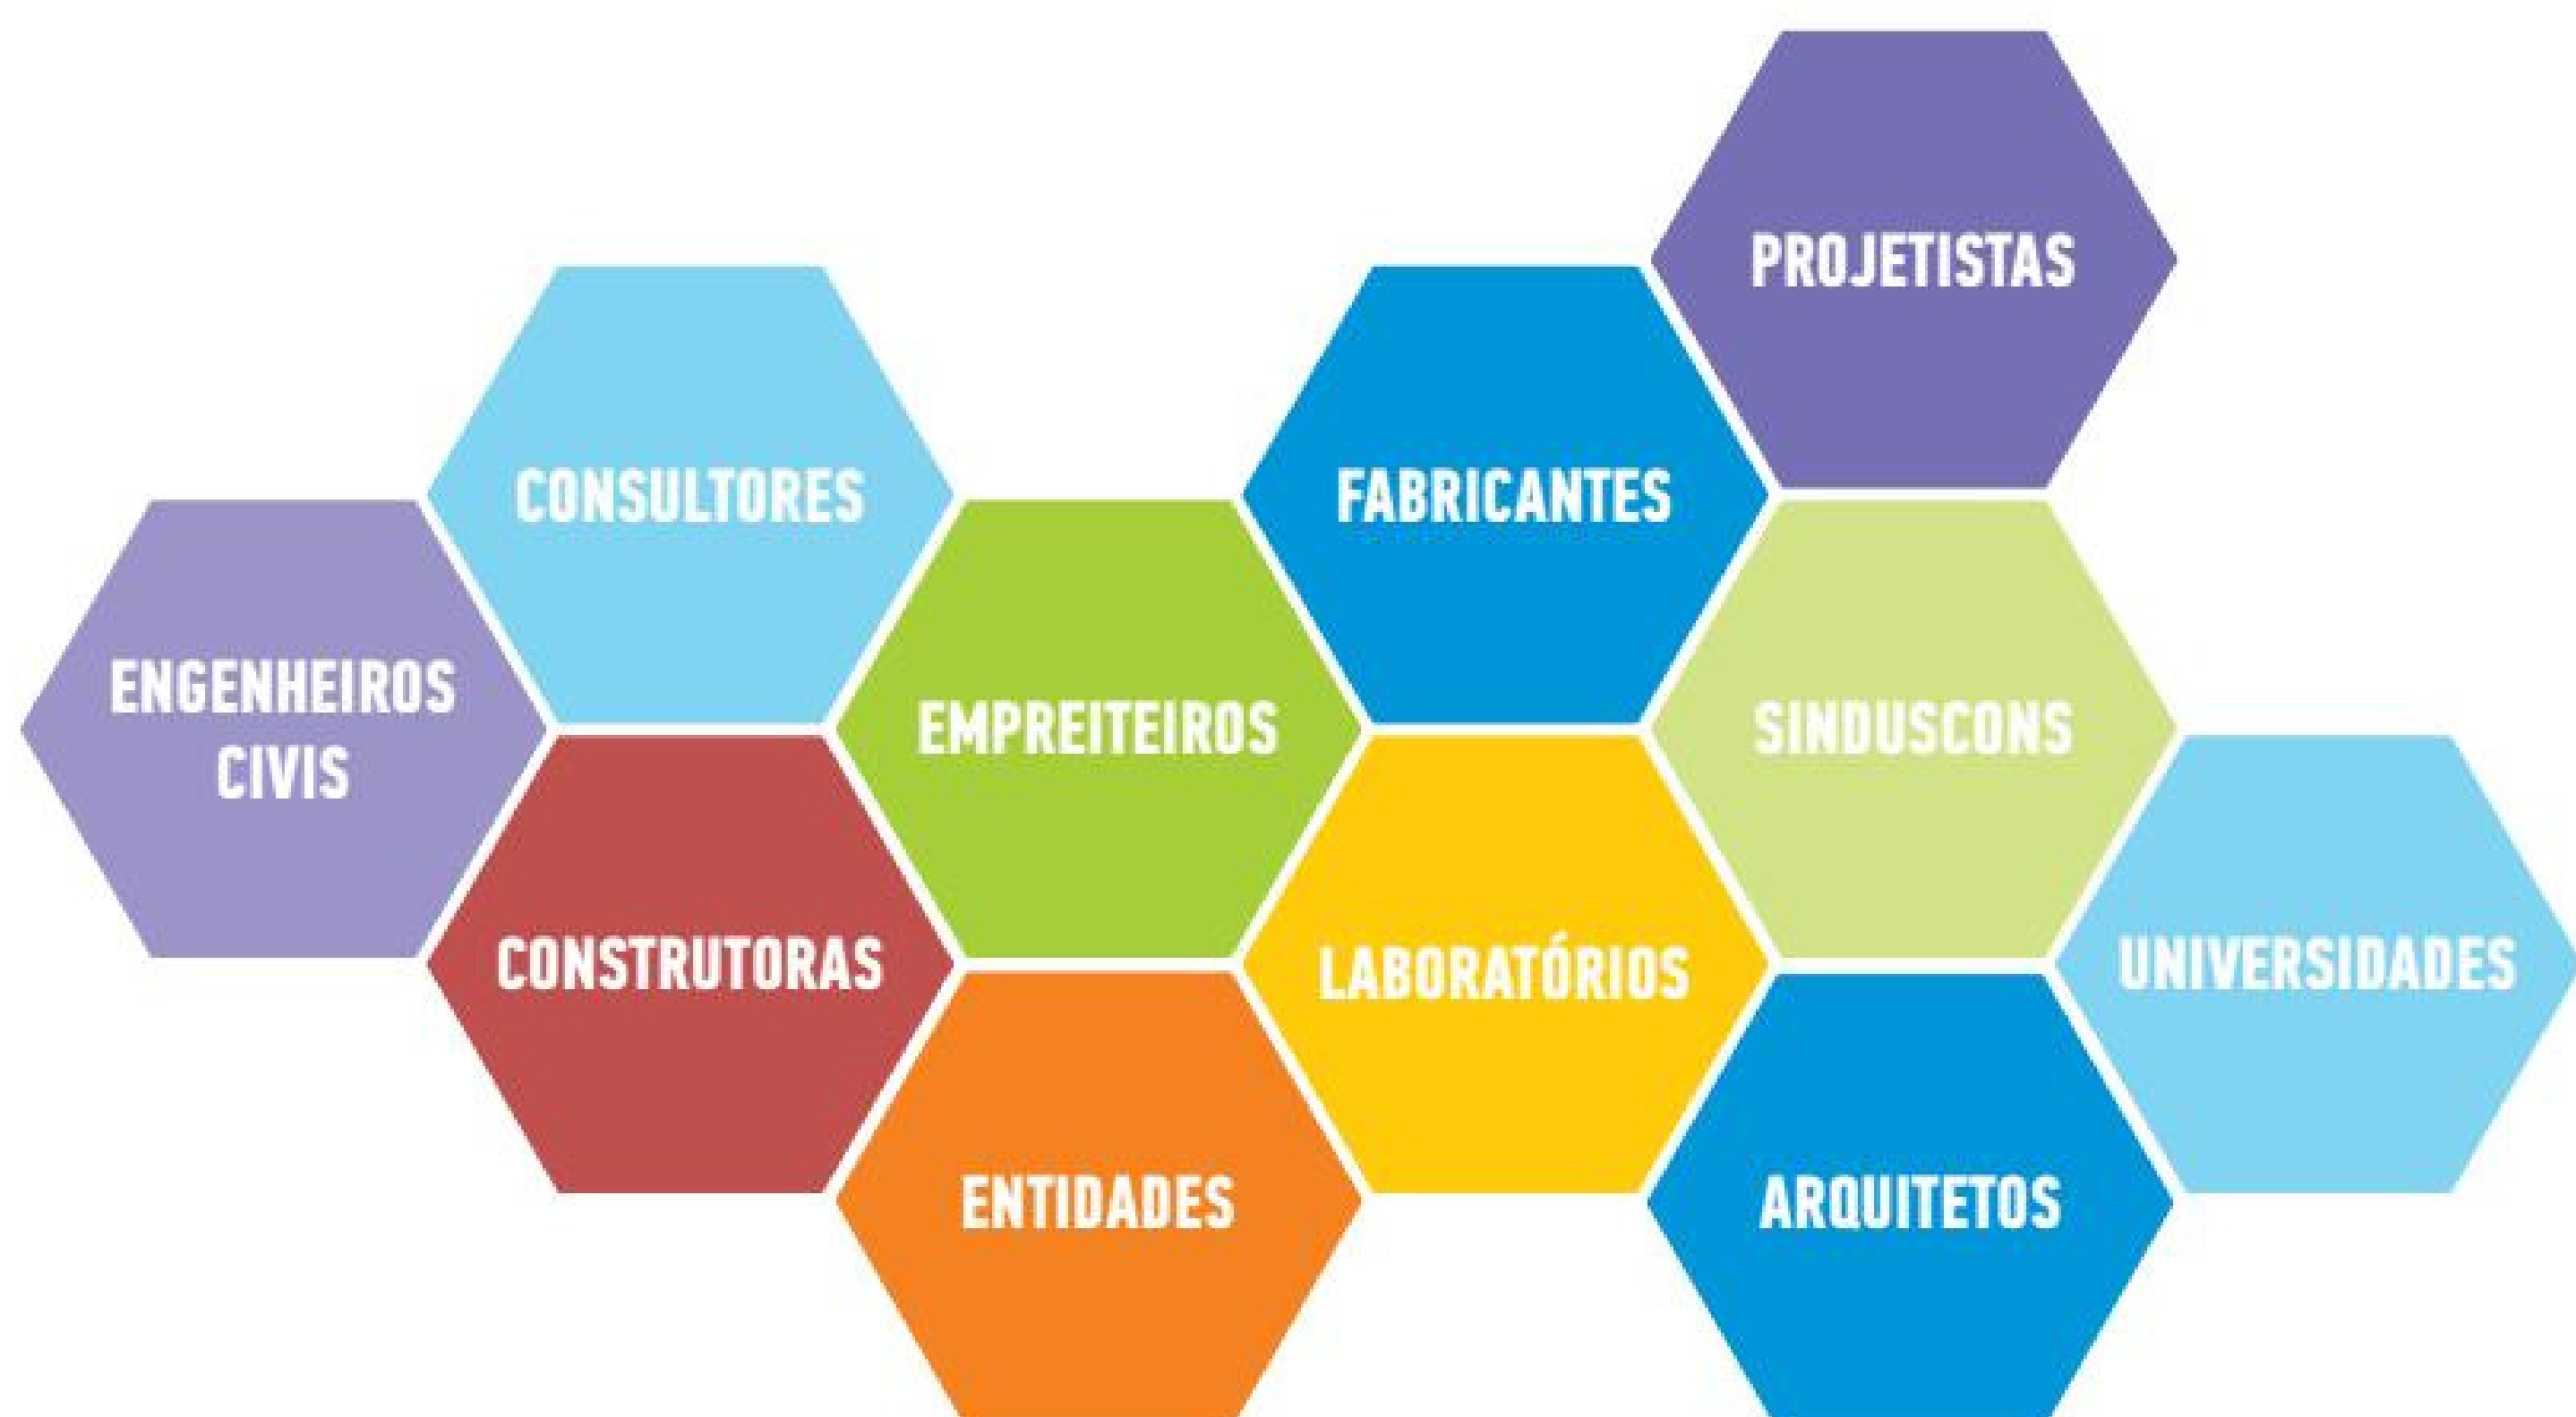 PROJETISTAS
CONSULTORES
FABRICANTES
ENGENHEIROS
CIVIS
EMPREITEIROS
SINDUSCONS
CONSTRUTORAS
LABORATÓRIOS
UNIVERSIDADES
ENTIDADES
ARQUITETOS